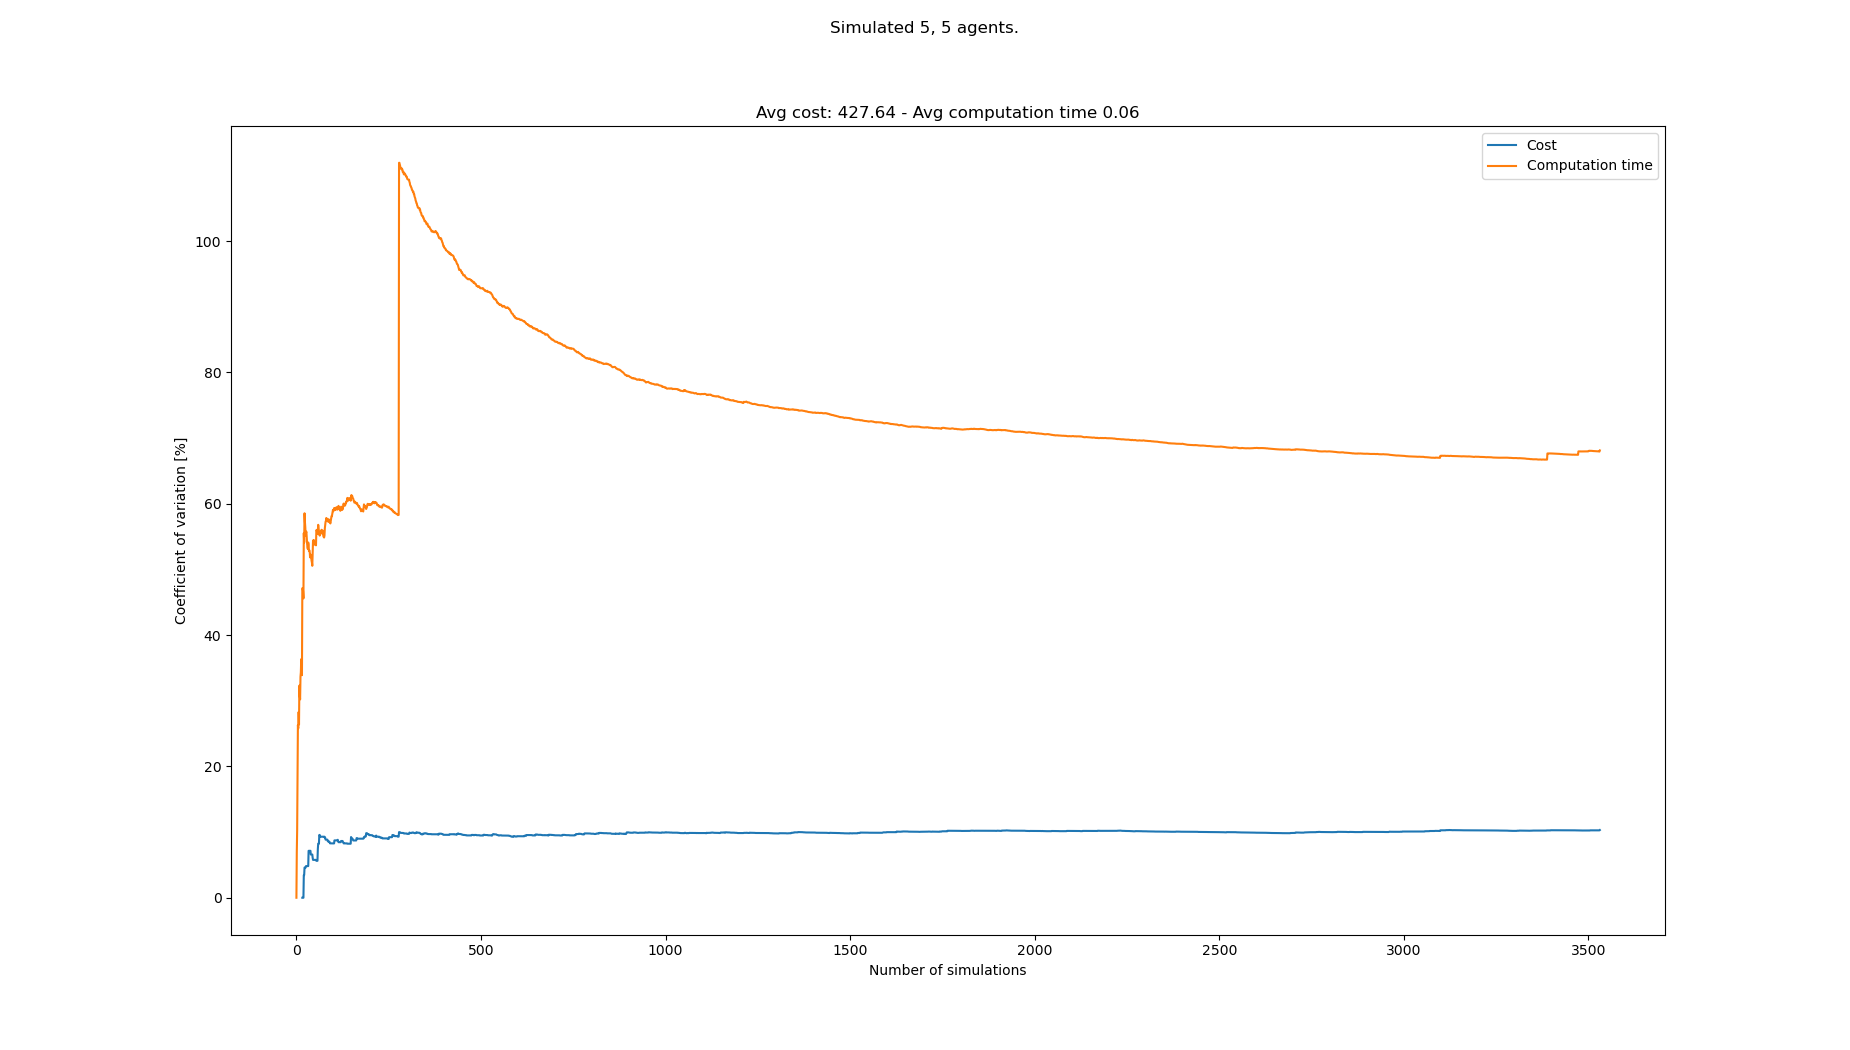 Simulated 5, 5 agents.
Avg cost: 427.64 - Avg computation time 0.06
Cost
Computation time
Coefficient of variation [%]
100
80
60
40
20
0
0 500 1000 1500 2000 2500 3000 3500
Number of simulations